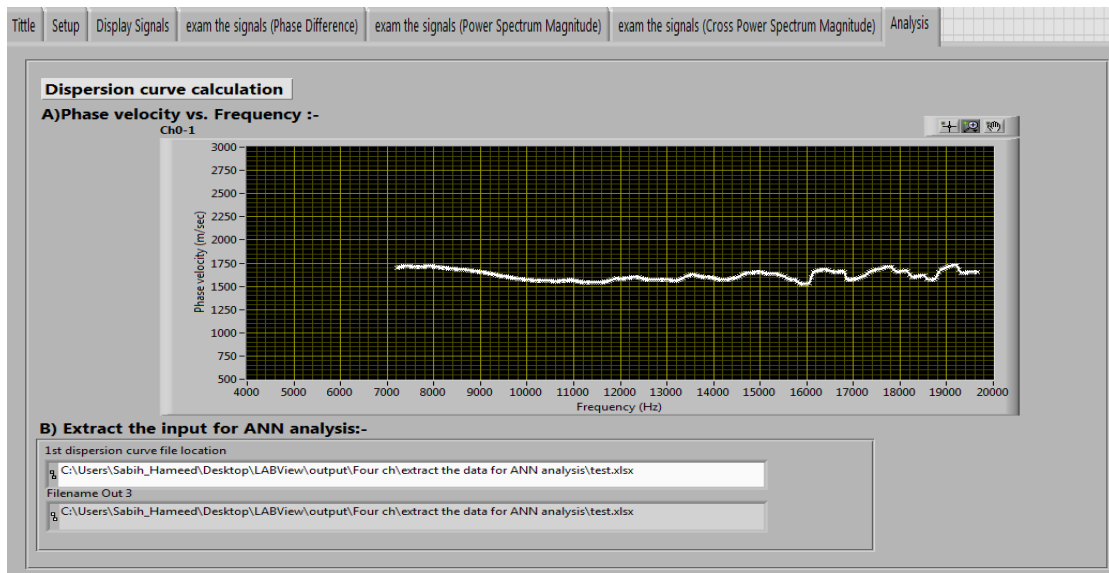 Tittle Setup Display Signals exam the signals (Phase Difference) exam the signals (Power Spectrum Magnitude) exam the signals (Cross Power Spectrum Magnitude) Analysis
Dispersion curve calculation
A)Phase velocity vs. Frequency :-
Ch0-1
3000
2750
2500
2250
2000
1750
1500
1250
1000
750
500
Phase velocity (m/sec)
4000 5000 6000 7000 8000 9000 10000 11000 12000 13000 14000 15000 16000 17000 18000 19000 20000
Frequency (Hz)
B) Extract the input for ANN analysis:-
1st dispersion curve file location
C:\Users\Sabih_Hameed\Desktop\LABView\output\Four ch\extract the data for ANN analysis\test.xlsx
Filename Out 3
C:\Users\Sabih_Hameed\Desktop\LABView\output\Four ch\extract the data for ANN analysis\test.xlsx